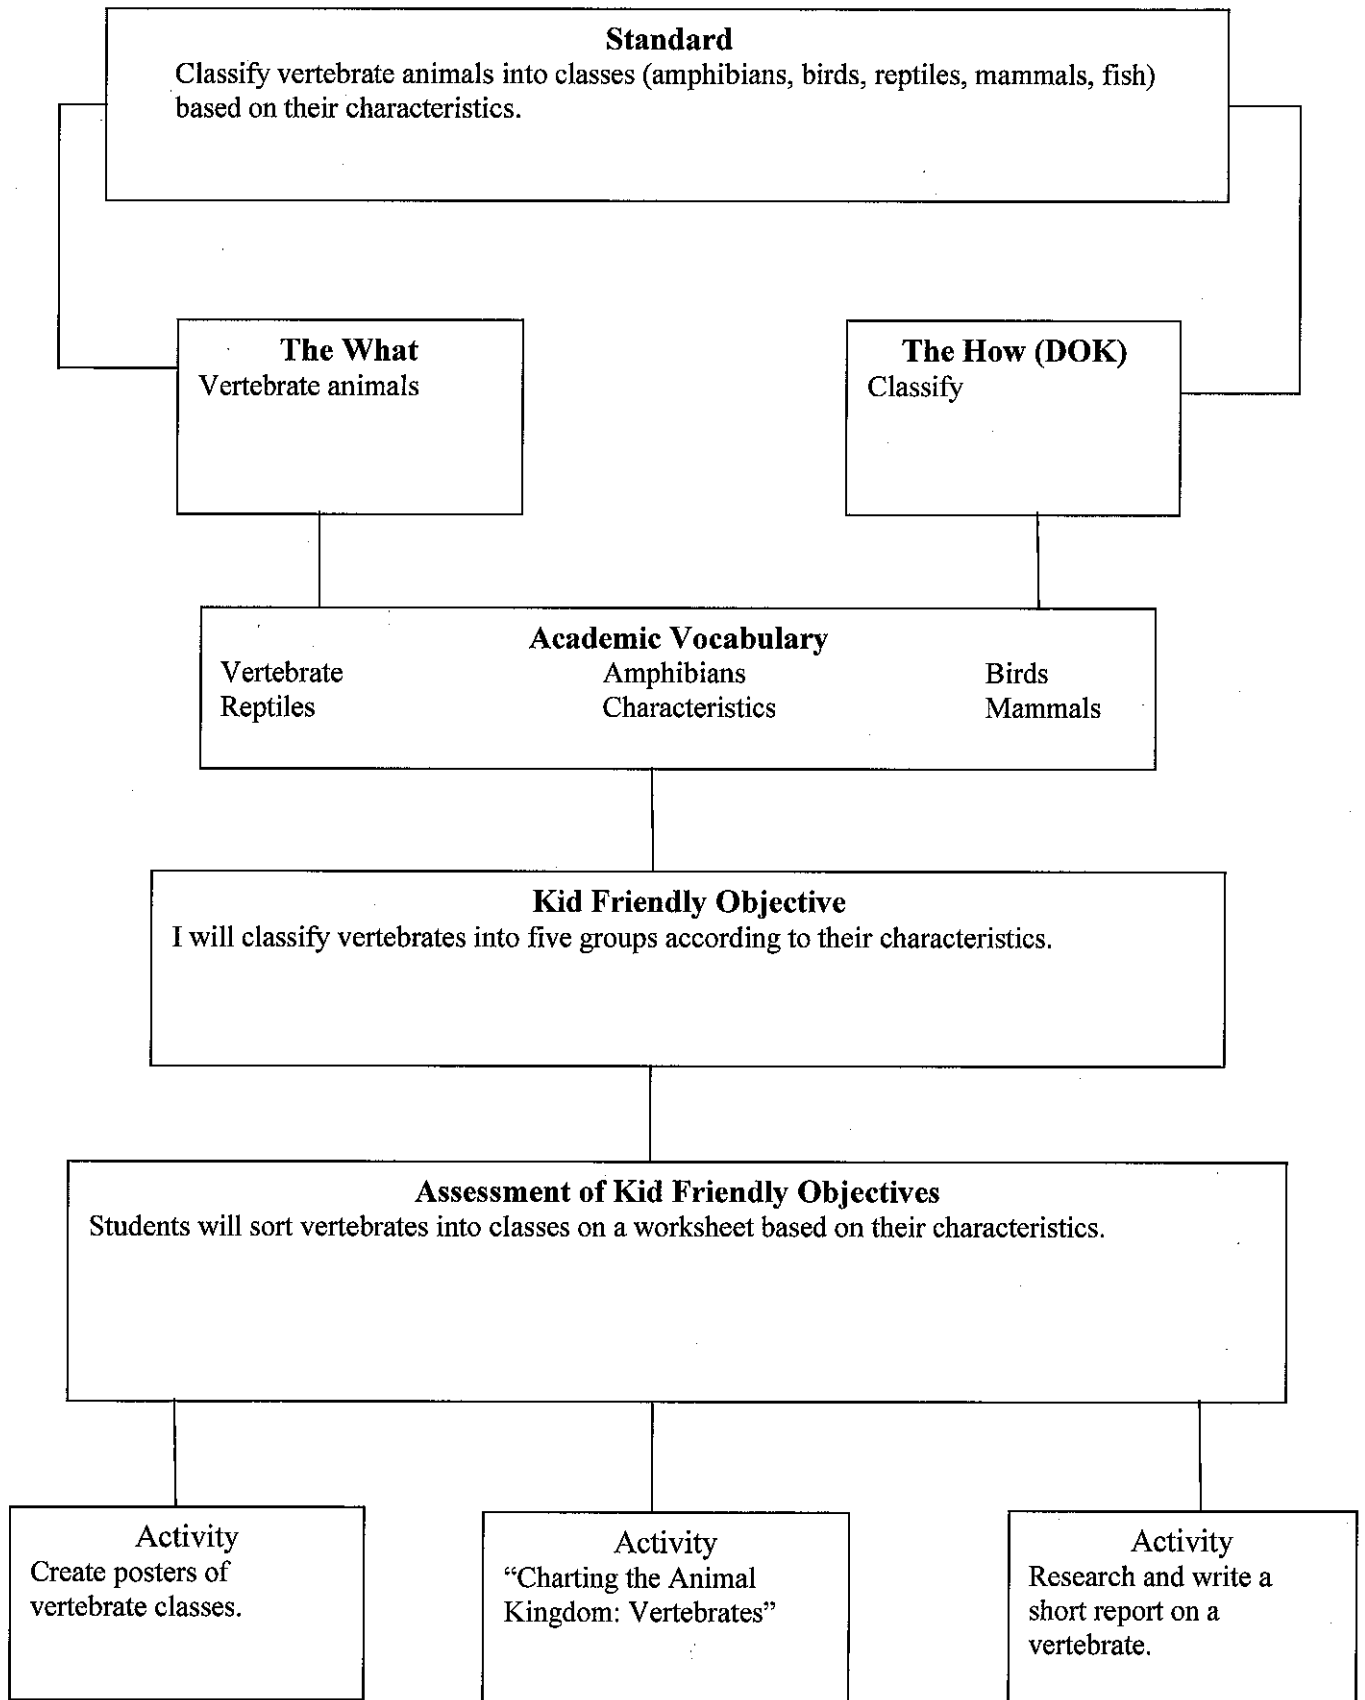 Standard
Classify vertebrate animals into classes (amphibians, birds, reptiles, mammals, fish)
based on their characteristics.
The What
Vertebrate animals
The How (DOK)
Classify
Academic Vocabulary
Vertebrate Amphibians Birds
Reptiles Characteristics Mammals
Kid Friendly Objective
I will classify vertebrates into five groups according to their characteristics.
Assessment of Kid Friendly Objectives
Students will sort vertebrates into classes on a worksheet based on their characteristics.
Activity
Create posters of
vertebrate classes.
Activity
“Charting the Animal
Kingdom: Vertebrates”
Activity
Research and write a
short report on a
vertebrate.